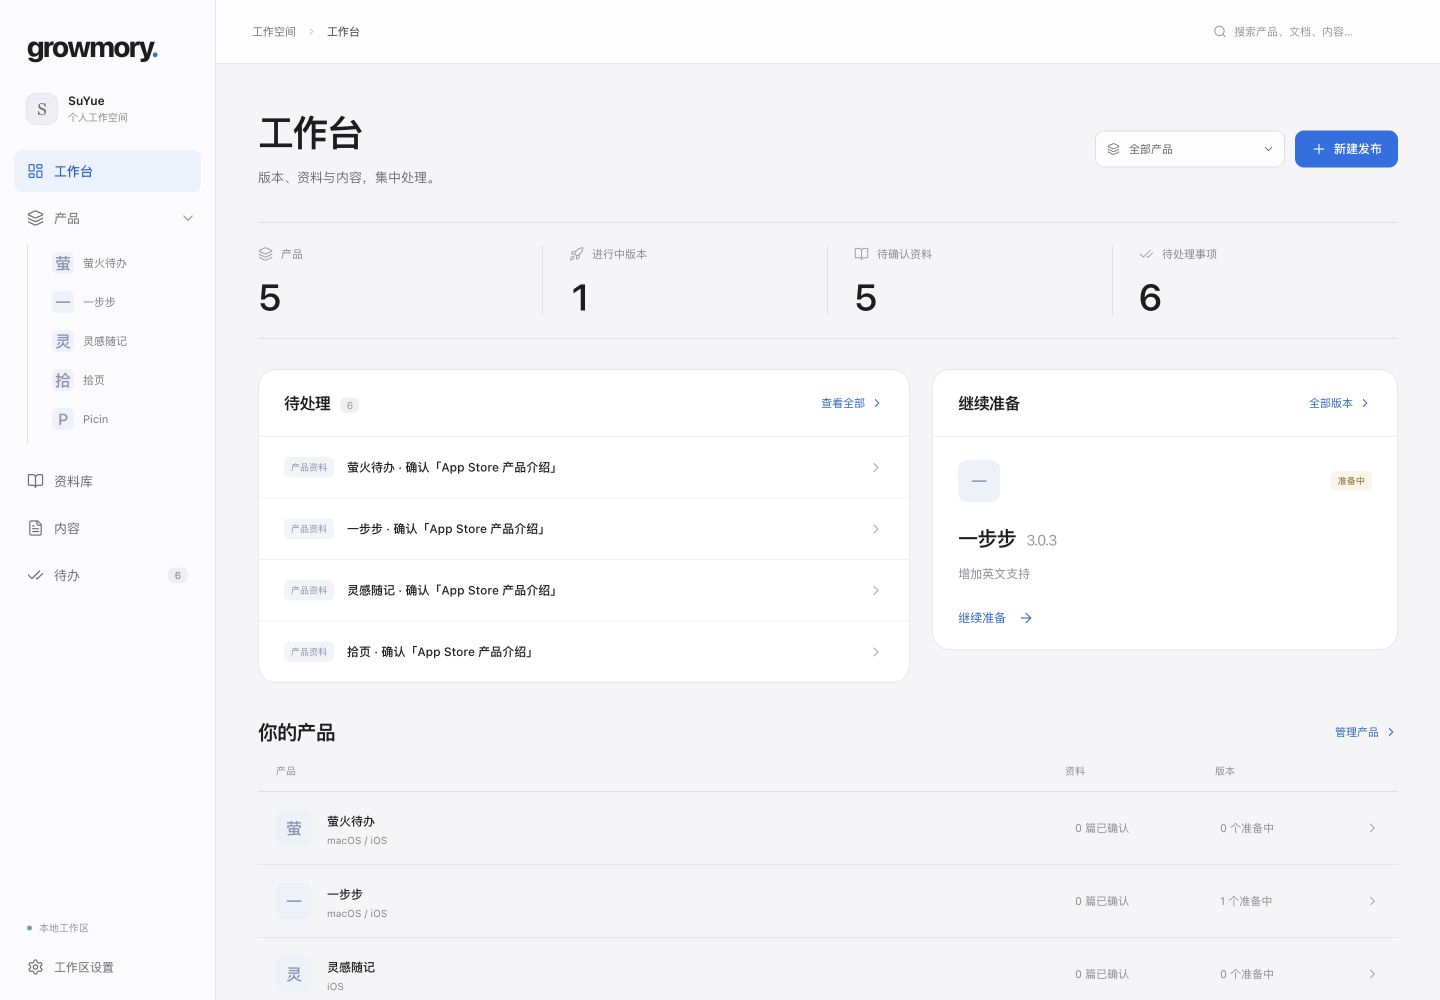 growmory.
S
SuYue
个人工作空间
工作台
产品
萤 萤火待办
一 一步步
灵 灵感随记
拾 拾页
P Picin
资料库
内容
待办 6
本地工作区
工作区设置
工作空间 工作台
搜索产品、文档、内容...
工作台
版本、资料与内容，集中处理。
全部产品
新建发布
产品
5
进行中版本
1
待确认资料
5
待处理事项
6
待处理 6
查看全部
产品资料 萤火待办 · 确认「App Store 产品介绍」
产品资料 一步步 · 确认「App Store 产品介绍」
产品资料 灵感随记 · 确认「App Store 产品介绍」
产品资料 拾页 · 确认「App Store 产品介绍」
继续准备
全部版本
一
准备中
一步步 3.0.3
增加英文支持
继续准备
你的产品
管理产品
产品 资料 版本
萤 萤火待办 0 篇已确认 0 个准备中
macOS / iOS
一 一步步 0 篇已确认 1 个准备中
macOS / iOS
灵 灵感随记 0 篇已确认 0 个准备中
iOS